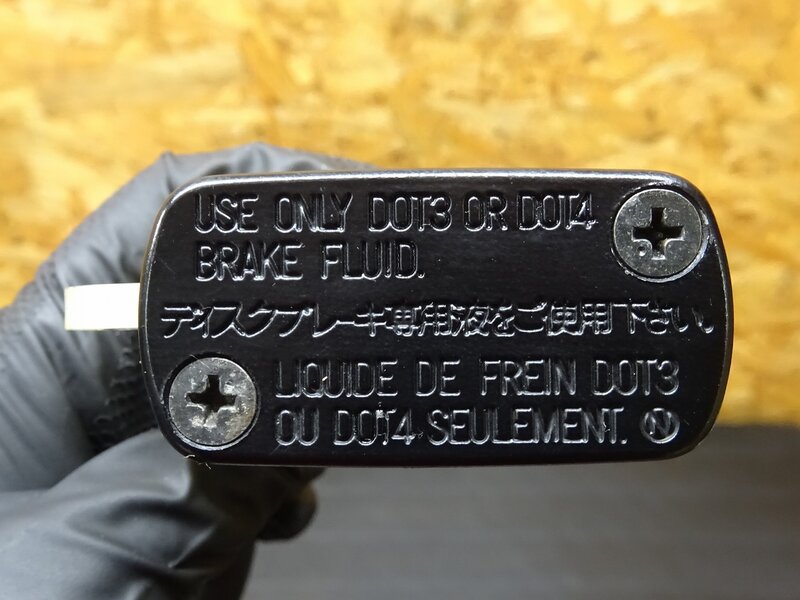 USE ONLY DOT3 OR DOT4
BRAKE FLUID.
ディスクブレーキ専用液をご使用下さい。
LIQUIDE DE FREIN DOT3
OU DOT4 SEULEMENT. Ⓝ